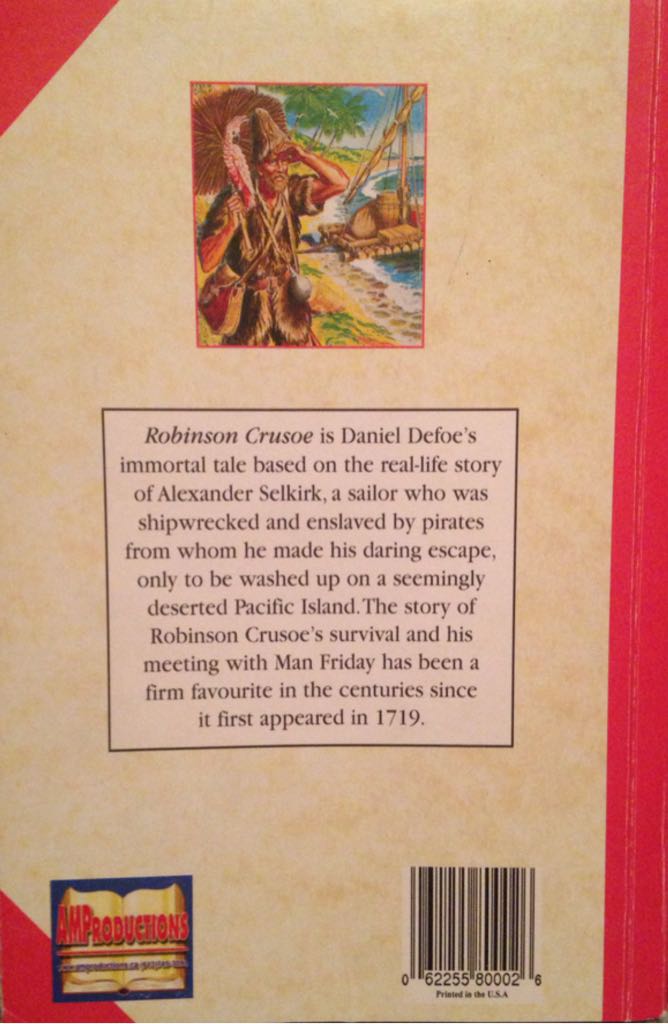 Robinson Crusoe is Daniel Defoe's
immortal tale based on the real-life story
of Alexander Selkirk, a sailor who was
shipwrecked and enslaved by pirates
from whom he made his daring escape,
only to be washed up on a seemingly
deserted Pacific Island. The story of
Robinson Crusoe's survival and his
meeting with Man Friday has been a
firm favourite in the centuries since
it first appeared in 1719.
AMPRODUCTIONS
0 62255 80002 6
Printed in the U.S.A